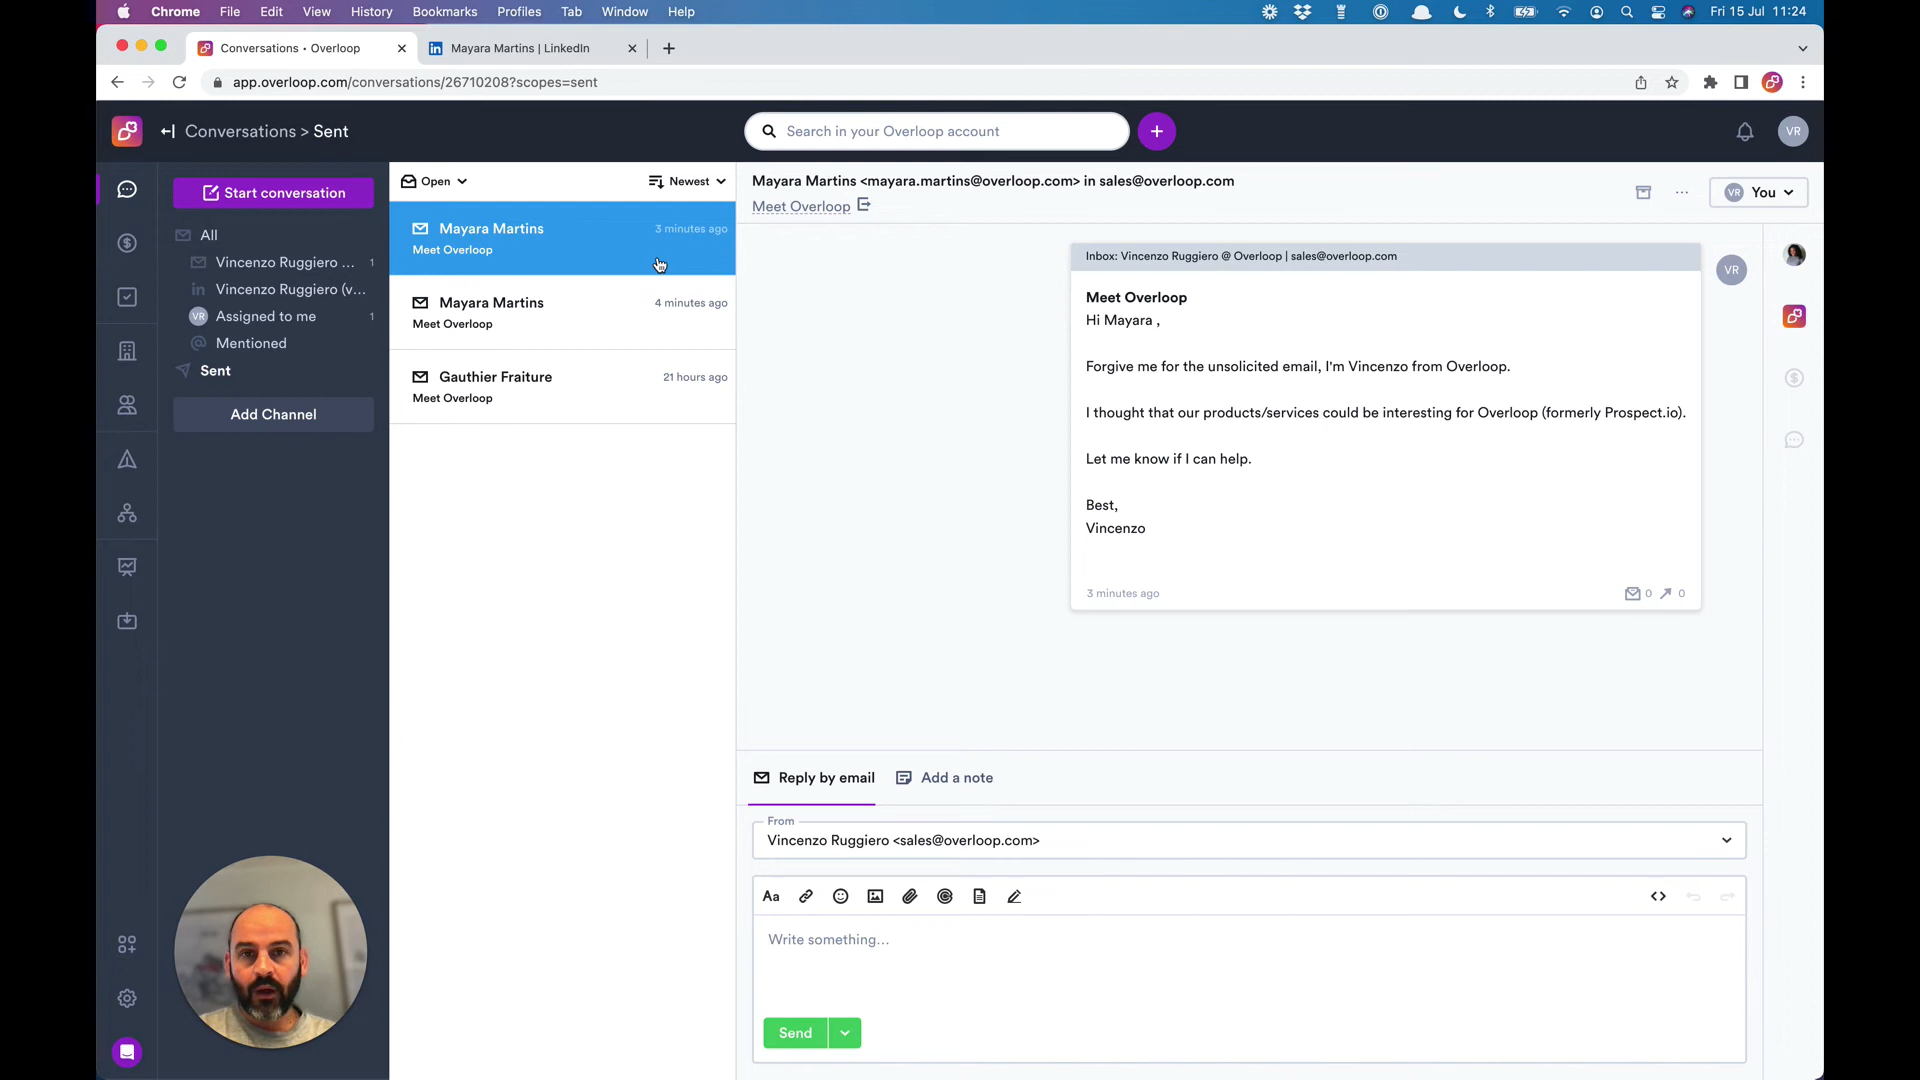 Chrome File Edit View History Bookmarks Profiles Tab Window Help
Fri 15 Jul 11:24
Conversations • Overloop
Mayara Martins | LinkedIn
app.overloop.com/conversations/26710208?scopes=sent
Conversations > Sent
Search in your Overloop account
VR
Start conversation
All
Vincenzo Ruggiero ... 1
Vincenzo Ruggiero (v...
VR Assigned to me 1
Mentioned
Sent
Add Channel
Open
Newest
Mayara Martins 3 minutes ago
Meet Overloop
Mayara Martins 4 minutes ago
Meet Overloop
Gauthier Fraiture 21 hours ago
Meet Overloop
Mayara Martins <mayara.martins@overloop.com> in sales@overloop.com
Meet Overloop
VR You
Inbox: Vincenzo Ruggiero @ Overloop | sales@overloop.com
VR
Meet Overloop
Hi Mayara ,
Forgive me for the unsolicited email, I'm Vincenzo from Overloop.
I thought that our products/services could be interesting for Overloop (formerly Prospect.io).
Let me know if I can help.
Best,
Vincenzo
3 minutes ago
0 0
Reply by email
Add a note
From
Vincenzo Ruggiero <sales@overloop.com>
Aa
Write something...
Send